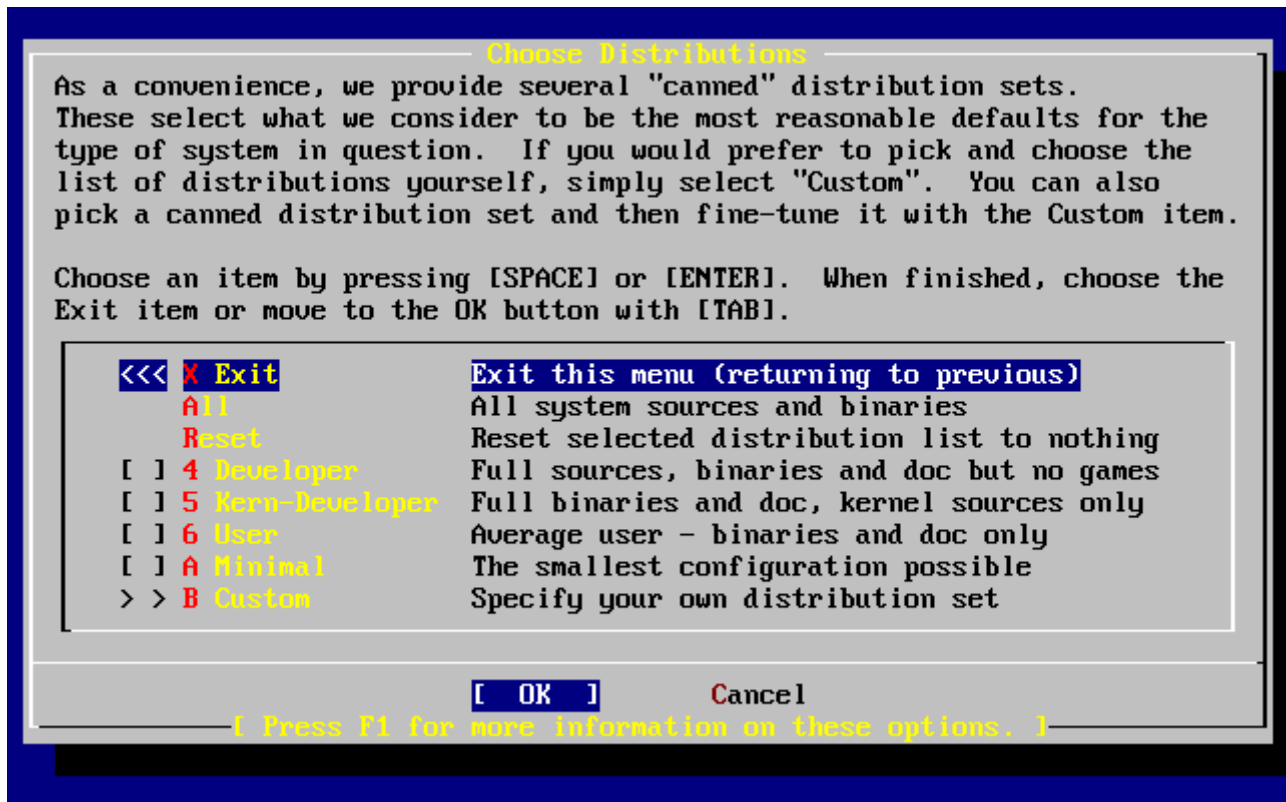 Choose Distributions
As a convenience, we provide several "canned" distribution sets.
These select what we consider to be the most reasonable defaults for the
type of system in question.  If you would prefer to pick and choose the
list of distributions yourself, simply select "Custom".  You can also
pick a canned distribution set and then fine-tune it with the Custom item.
Choose an item by pressing [SPACE] or [ENTER].  When finished, choose the
Exit item or move to the OK button with [TAB].
<<< X Exit Exit this menu (returning to previous)
All All system sources and binaries
Reset Reset selected distribution list to nothing
[ ] 4 Developer Full sources, binaries and doc but no games
[ ] 5 Kern-Developer Full binaries and doc, kernel sources only
[ ] 6 User Average user - binaries and doc only
[ ] A Minimal The smallest configuration possible
> > B Custom Specify your own distribution set
[ OK ] Cancel
[ Press F1 for more information on these options. ]